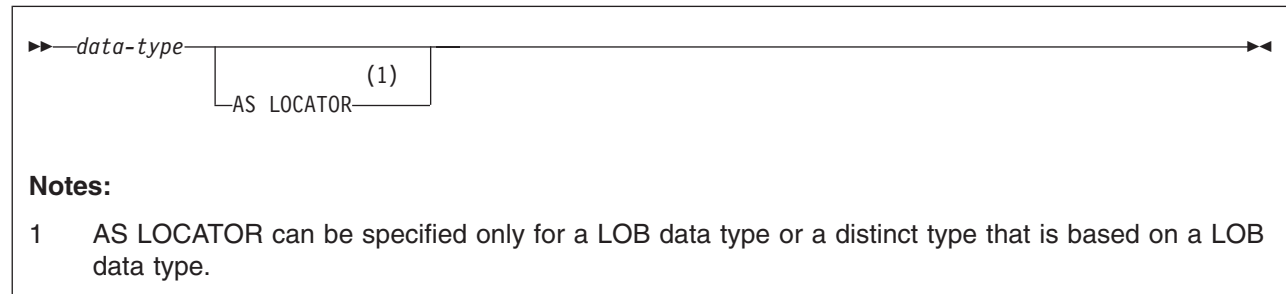 data-type
(1)
AS LOCATOR
Notes:
1 AS LOCATOR can be specified only for a LOB data type or a distinct type that is based on a LOB
data type.